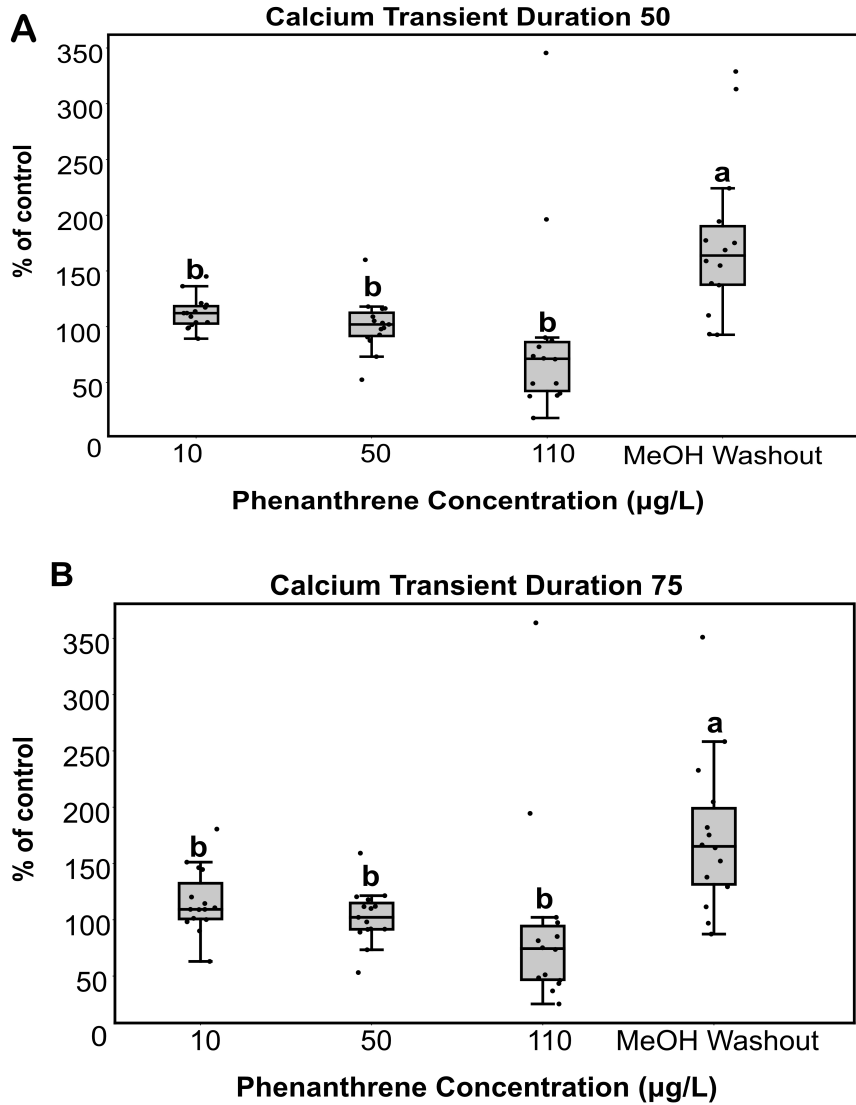 A
Calcium Transient Duration 50
350
300
250
200
150
100
50
0
% of control
b
b
b
a
10 50 110 MeOH Washout
Phenanthrene Concentration (µg/L)
B
Calcium Transient Duration 75
350
300
250
200
150
100
50
0
% of control
b
b
b
a
10 50 110 MeOH Washout
Phenanthrene Concentration (µg/L)